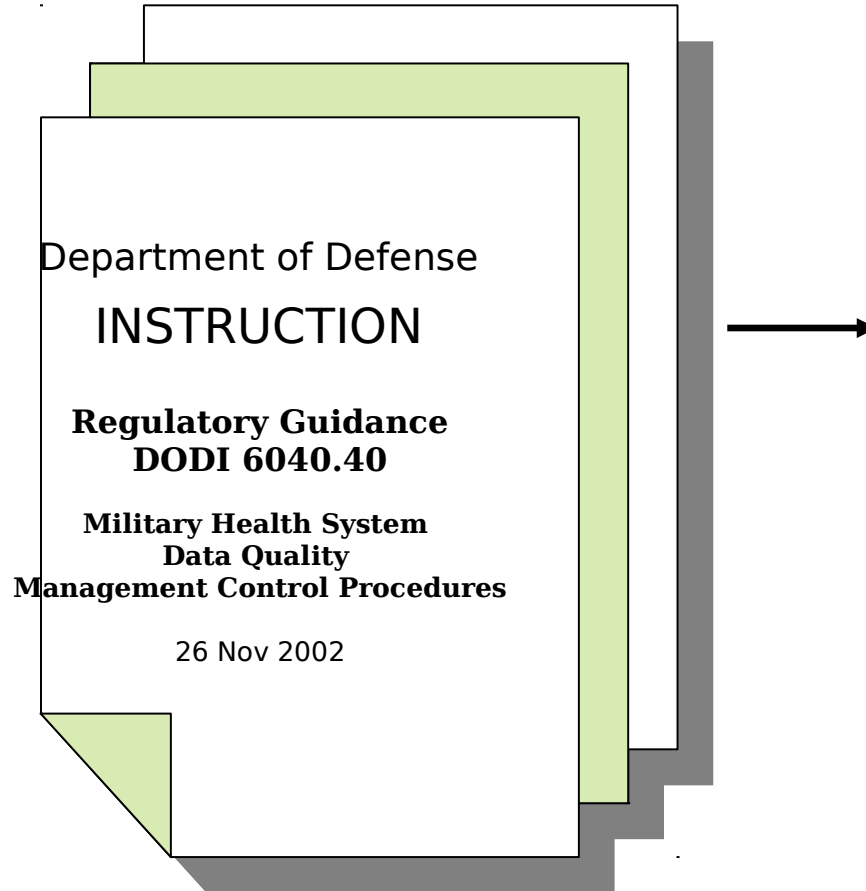 Department of Defense
INSTRUCTION
Regulatory Guidance
DODI 6040.40
Military Health System
Data Quality
Management Control Procedures
26 Nov 2002